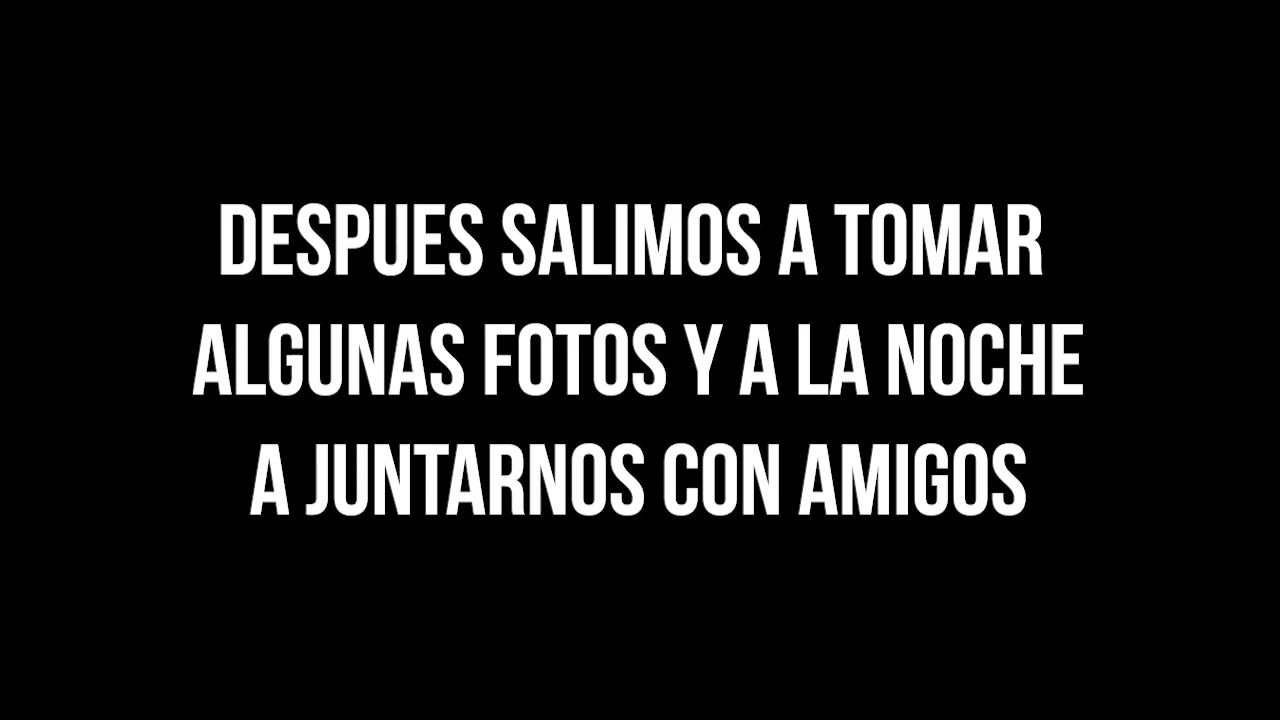 DESPUES SALIMOS A TOMAR
ALGUNAS FOTOS Y A LA NOCHE
A JUNTARNOS CON AMIGOS